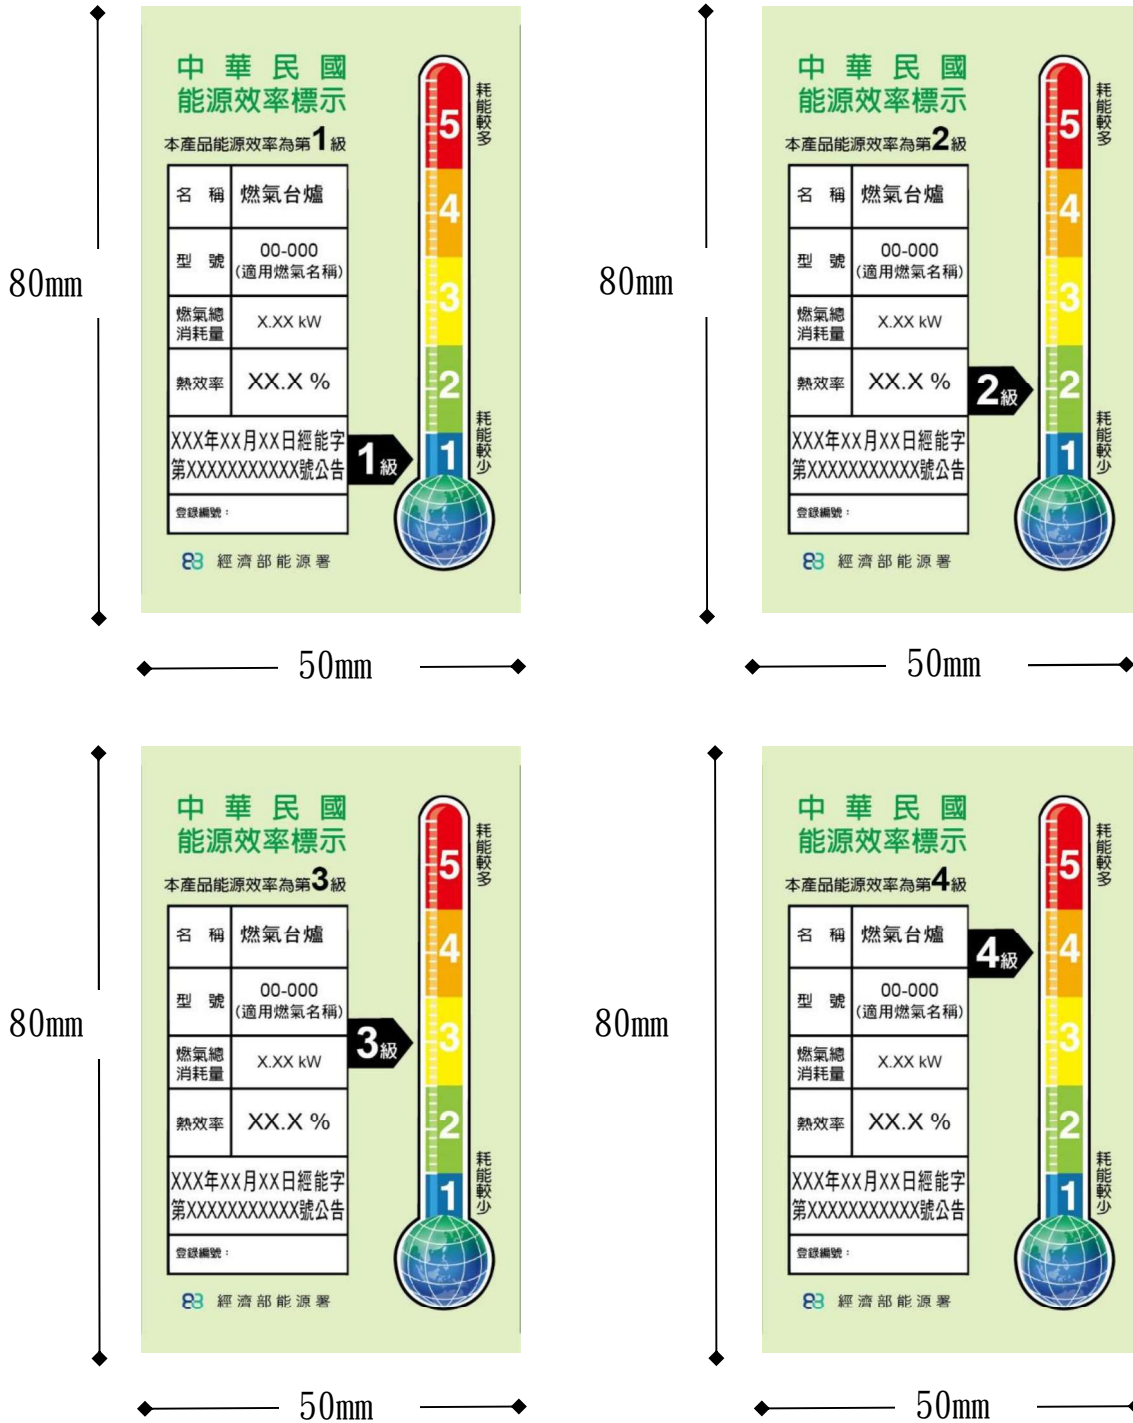 中華民國
能源效率標示
本產品能源效率為第1級
名稱 燃氣台爐
型號 00-000
(適用燃氣名稱)
燃氣總
消耗量 X.XX kW
熱效率 XX.X %
XXX年XX月XX日經能字
第XXXXXXXXXXX號公告
登錄編號：
經濟部能源署
1級
耗能較多
5
4
3
2
1
耗能較少
80mm
50mm
中華民國
能源效率標示
本產品能源效率為第2級
名稱 燃氣台爐
型號 00-000
(適用燃氣名稱)
燃氣總
消耗量 X.XX kW
熱效率 XX.X %
XXX年XX月XX日經能字
第XXXXXXXXXXX號公告
登錄編號：
經濟部能源署
2級
耗能較多
5
4
3
2
1
耗能較少
80mm
50mm
中華民國
能源效率標示
本產品能源效率為第3級
名稱 燃氣台爐
型號 00-000
(適用燃氣名稱)
燃氣總
消耗量 X.XX kW
熱效率 XX.X %
XXX年XX月XX日經能字
第XXXXXXXXXXX號公告
登錄編號：
經濟部能源署
3級
耗能較多
5
4
3
2
1
耗能較少
80mm
50mm
中華民國
能源效率標示
本產品能源效率為第4級
名稱 燃氣台爐
型號 00-000
(適用燃氣名稱)
燃氣總
消耗量 X.XX kW
熱效率 XX.X %
XXX年XX月XX日經能字
第XXXXXXXXXXX號公告
登錄編號：
經濟部能源署
4級
耗能較多
5
4
3
2
1
耗能較少
80mm
50mm